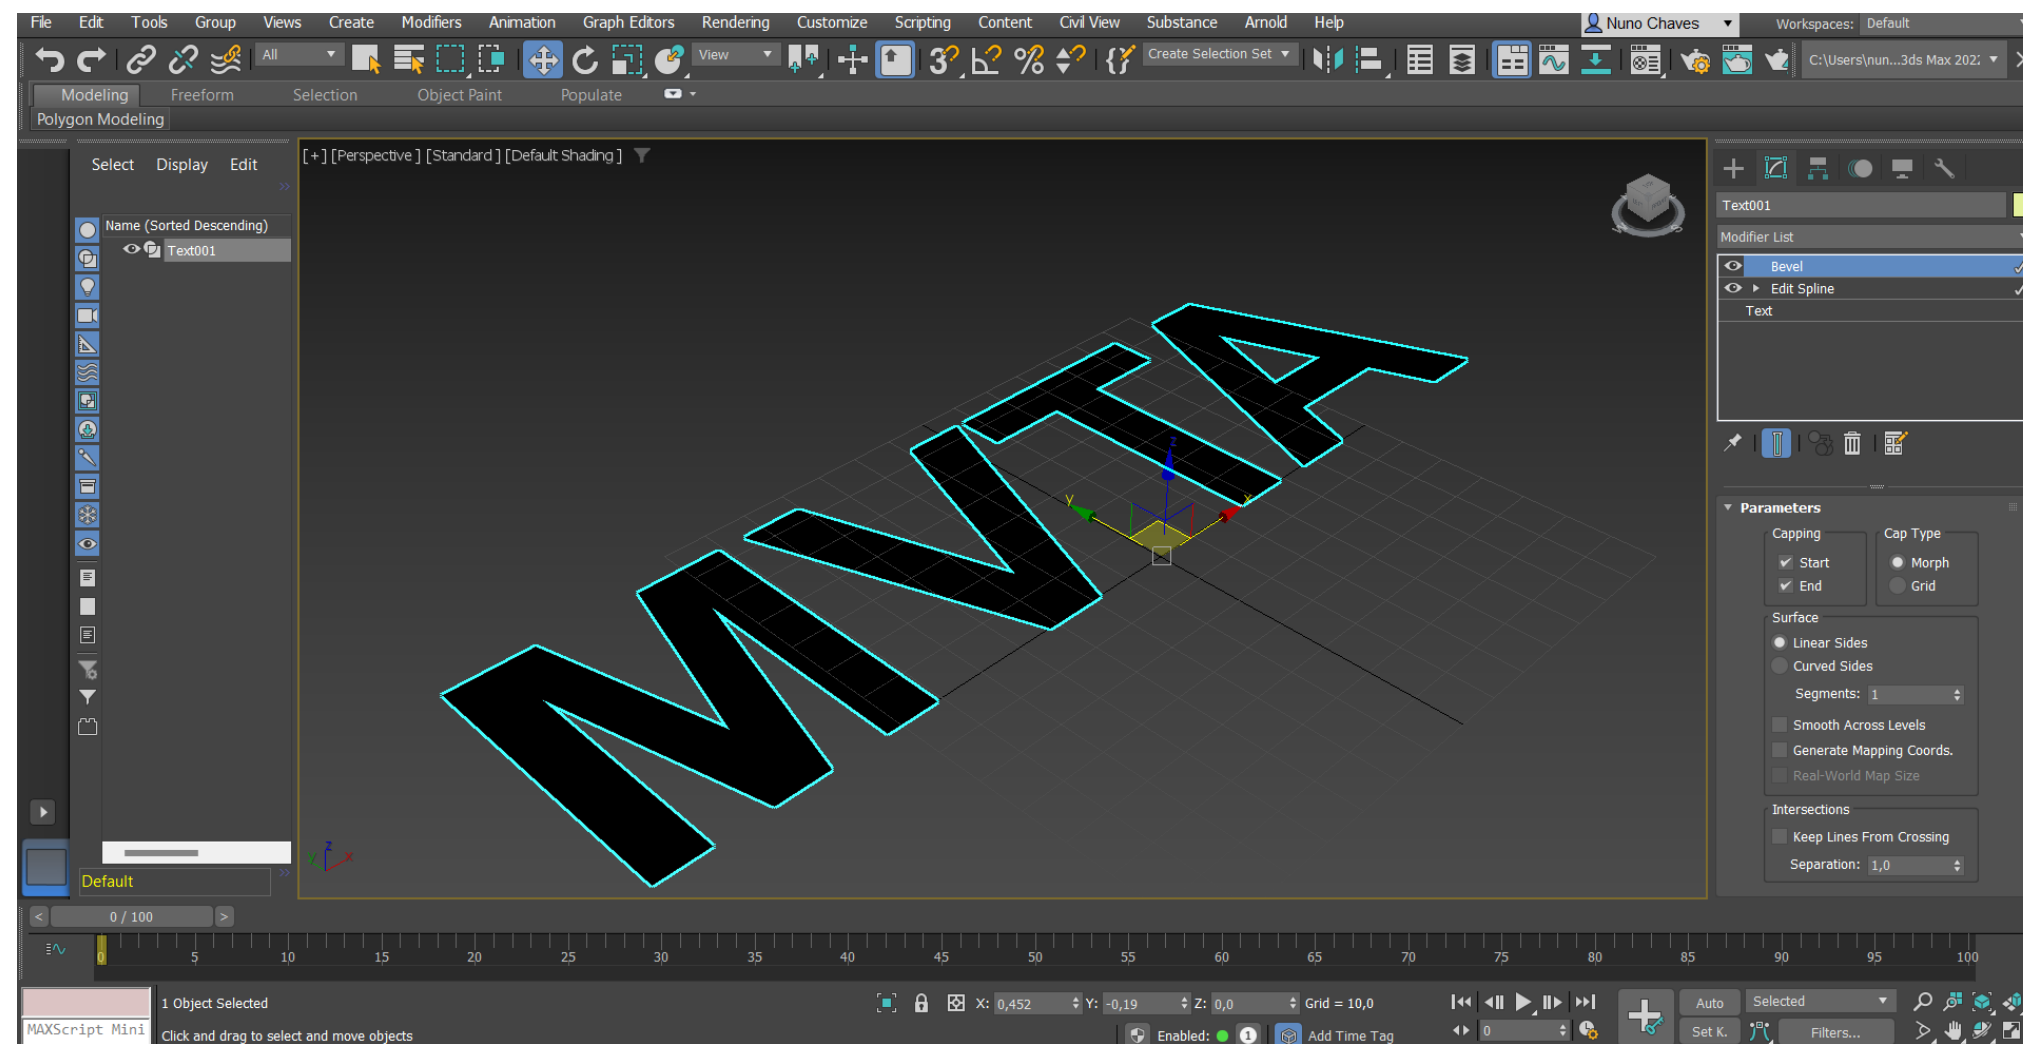 File Edit Tools Group Views Create Modifiers Animation Graph Editors Rendering Customize Scripting Content Civil View Substance Arnold Help Nuno Chaves Workspaces: Default
All View Create Selection Set C:\Users\nun...3ds Max 202
Modeling Freeform Selection Object Paint Populate
Polygon Modeling
Select Display Edit
[+] [Perspective] [Standard] [Default Shading]
Name (Sorted Descending)
Text001
MVTA
z
y
x
z
y
x
Default
Text001
Modifier List
Bevel
Edit Spline
Text
Parameters
Capping Cap Type
Start Morph
End Grid
Surface
Linear Sides
Curved Sides
Segments: 1
Smooth Across Levels
Generate Mapping Coords.
Real-World Map Size
Intersections
Keep Lines From Crossing
Separation: 1,0
< 0 / 100 >
0 5 10 15 20 25 30 35 40 45 50 55 60 65 70 75 80 85 90 95 100
1 Object Selected X: 0,452 Y: -0,19 Z: 0,0 Grid = 10,0 Auto Selected
MAXScript Mini Click and drag to select and move objects Enabled: 1 Add Time Tag 0 Set K. Filters...